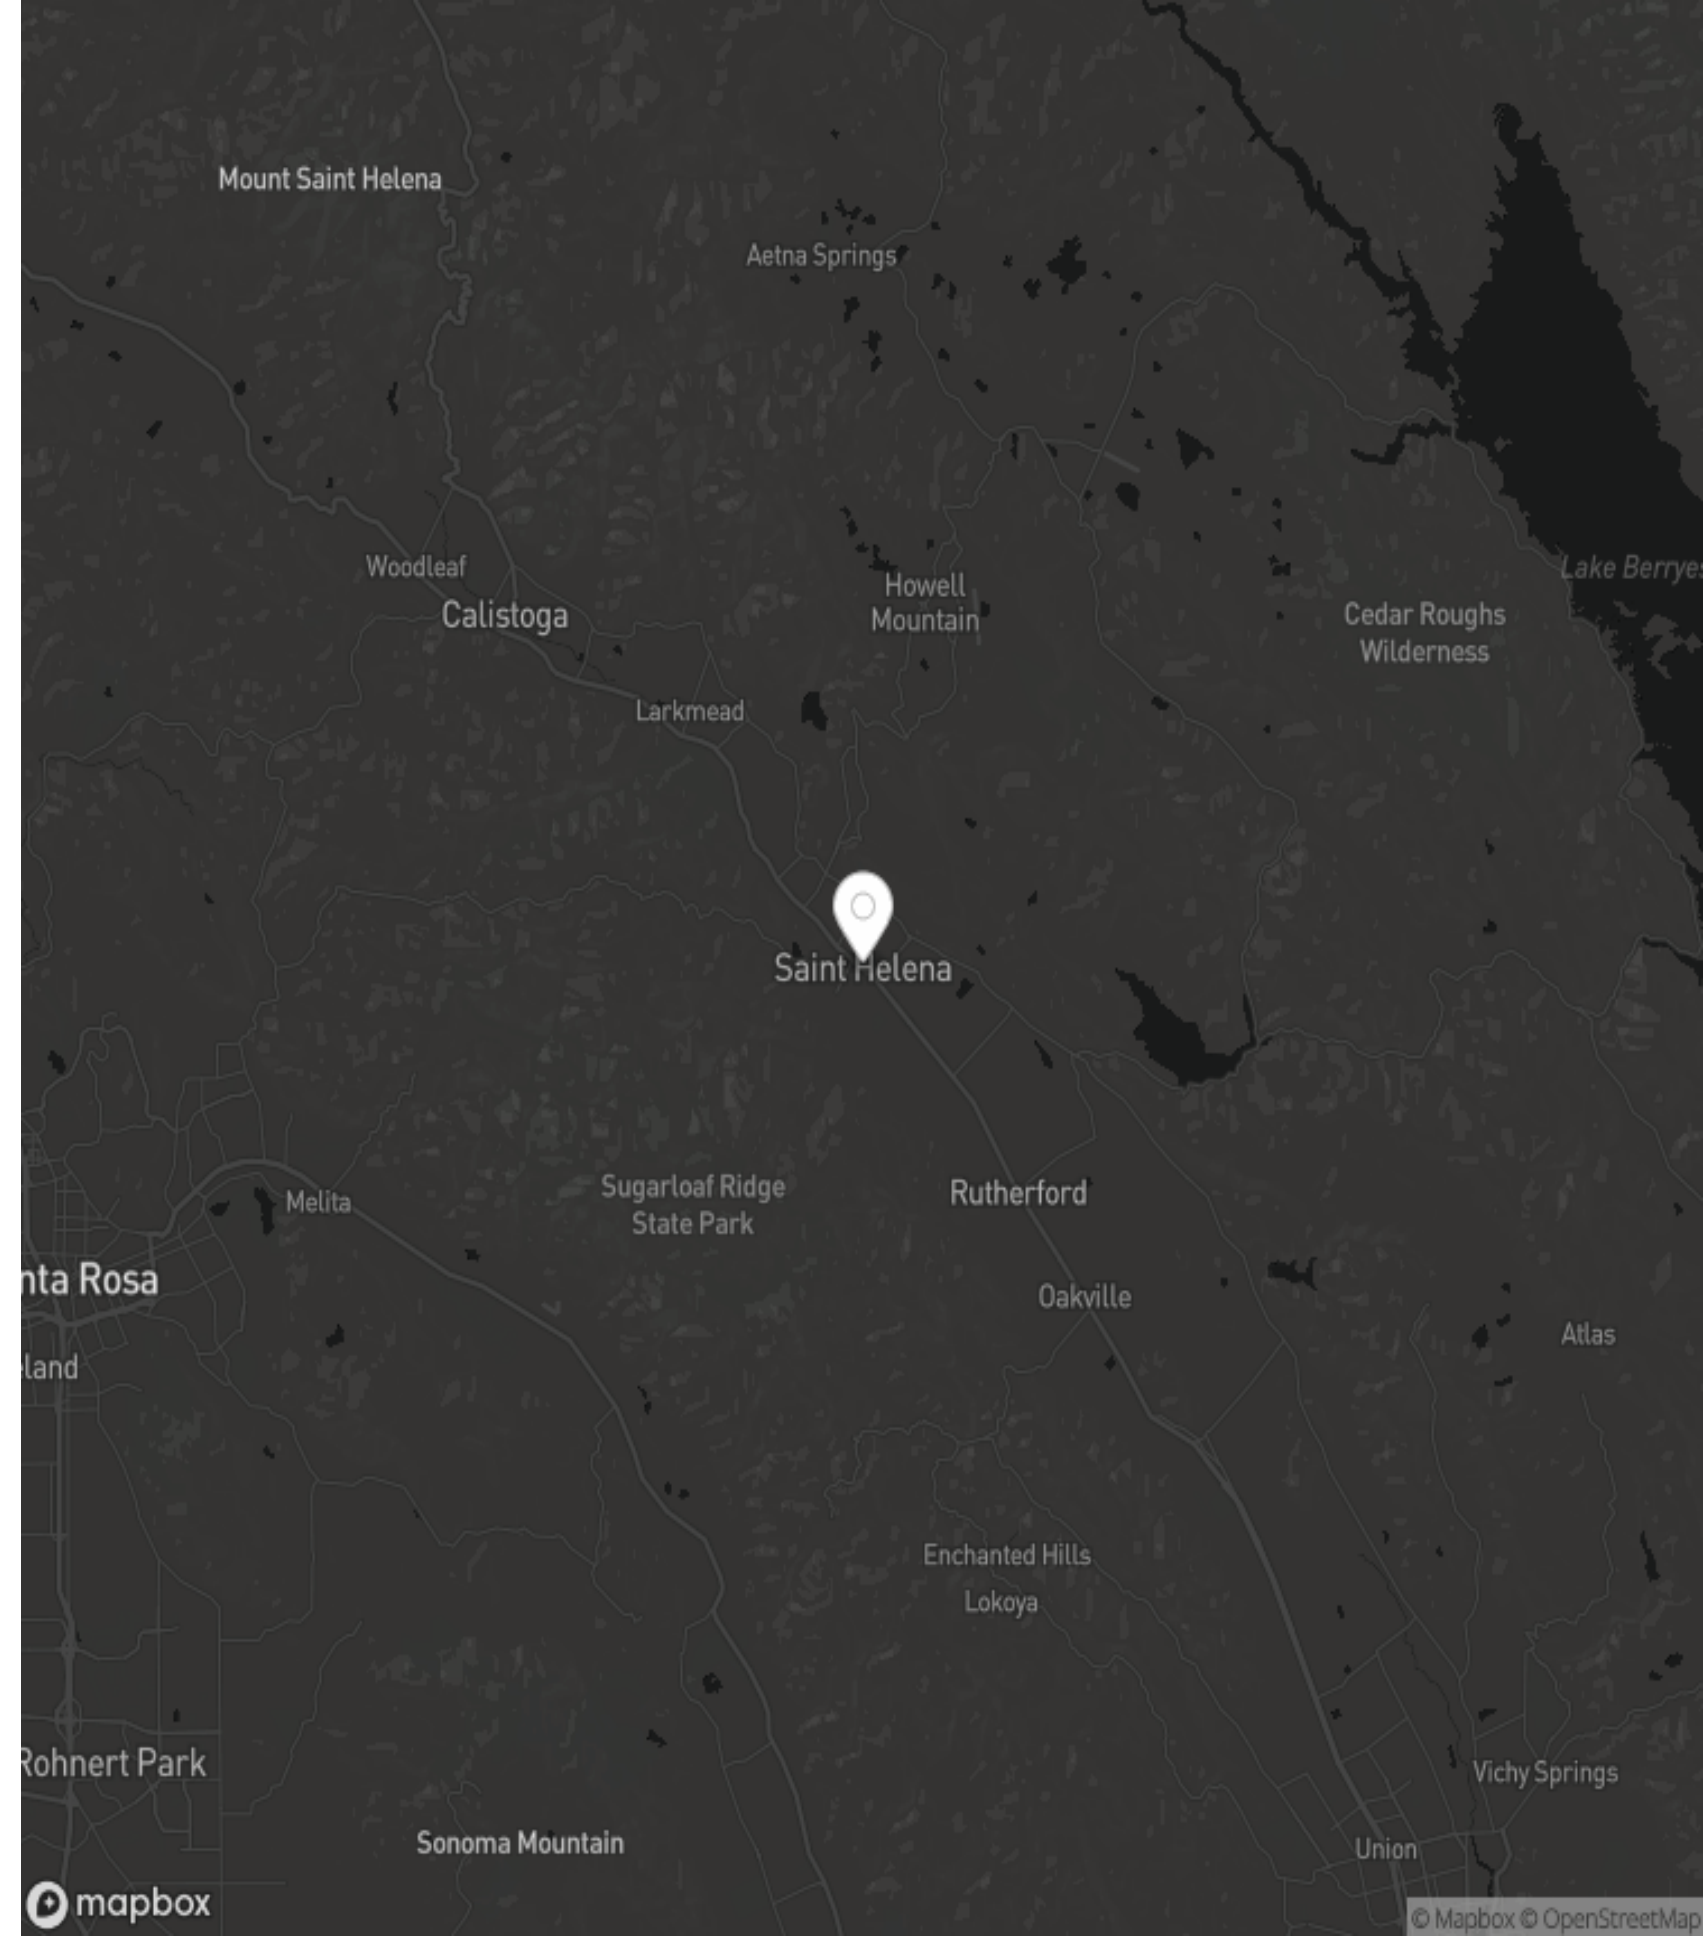 Mount Saint Helena
Aetna Springs
Woodleaf
Lake Berryes
Howell
Mountain
Calistoga
Cedar Roughs
Wilderness
Larkmead
Saint Helena
Sugarloaf Ridge
State Park
Rutherford
Melita
nta Rosa
Oakville
Atlas
land
Enchanted Hills
Lokoya
Rohnert Park
Vichy Springs
Sonoma Mountain
Union
mapbox
© Mapbox © OpenStreetMap